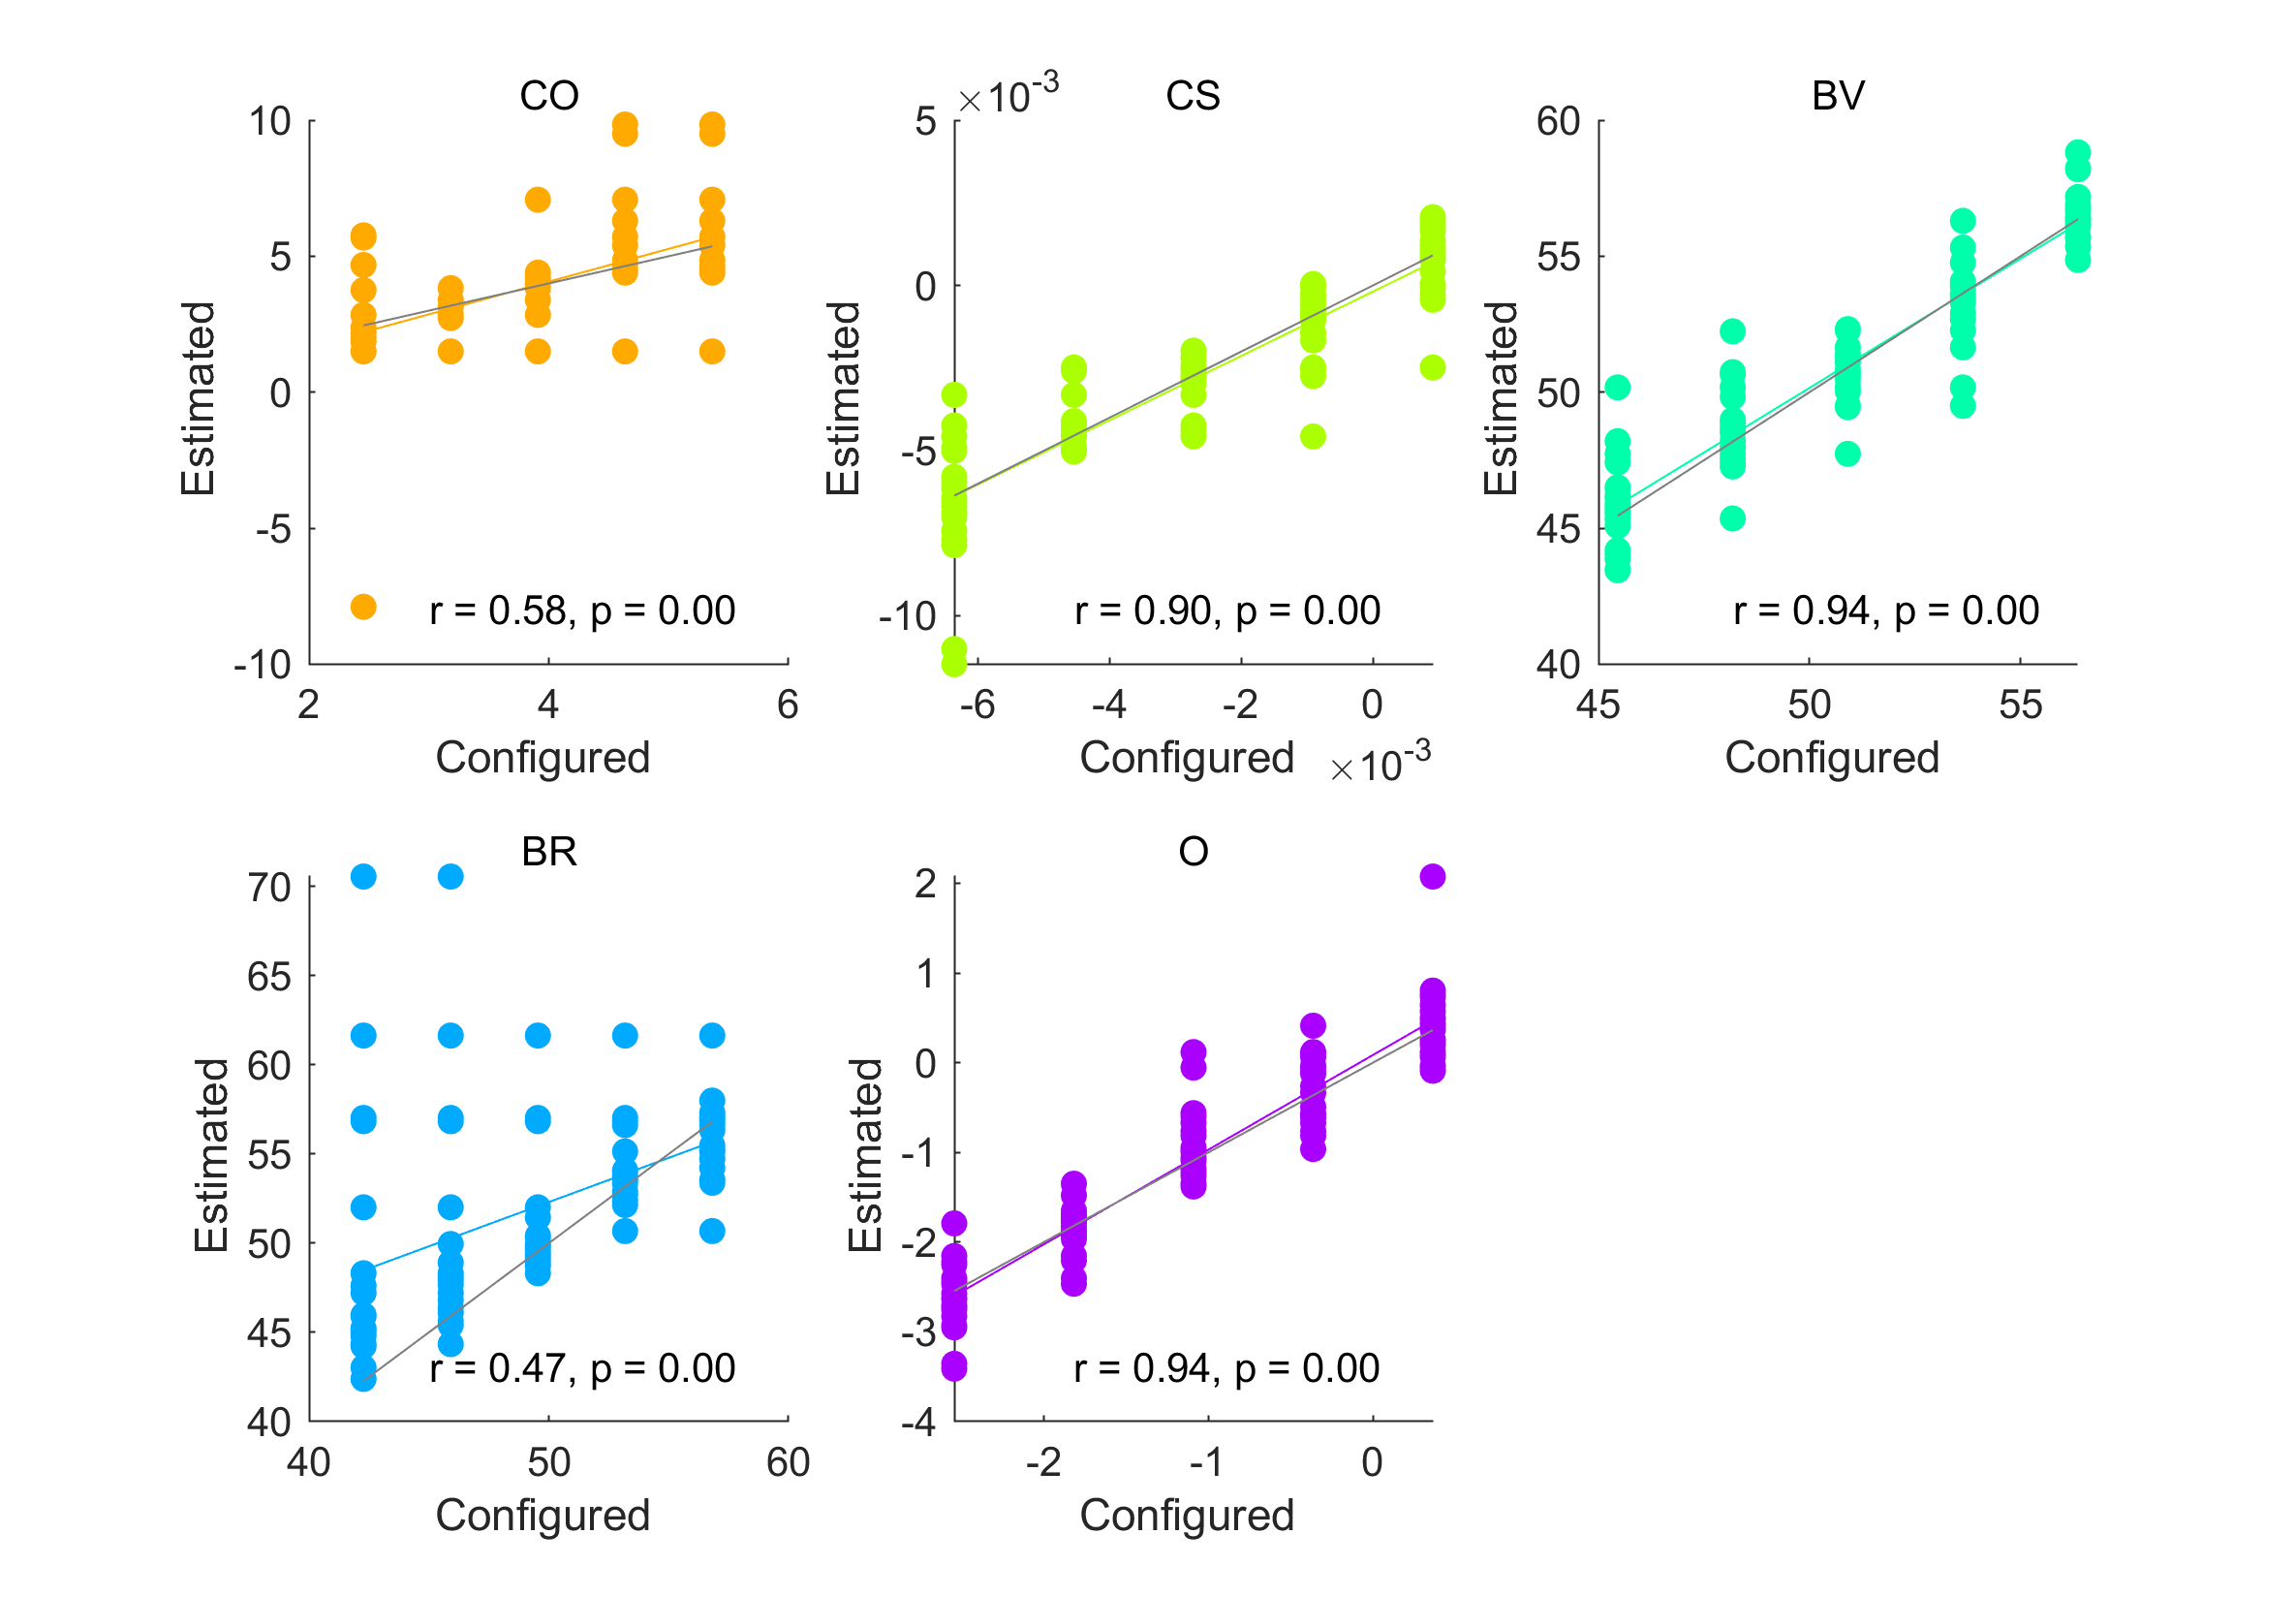 CO
10
5
0
-5
-10
2 4 6
Estimated
Configured
r = 0.58, p = 0.00
CS
×10-3
5
0
-5
-10
-6 -4 -2 0
Estimated
Configured
×10-3
r = 0.90, p = 0.00
BV
60
55
50
45
40
45 50 55
Estimated
Configured
r = 0.94, p = 0.00
BR
70
65
60
55
50
45
40
40 50 60
Estimated
Configured
r = 0.47, p = 0.00
O
2
1
0
-1
-2
-3
-4
-2 -1 0
Estimated
Configured
r = 0.94, p = 0.00